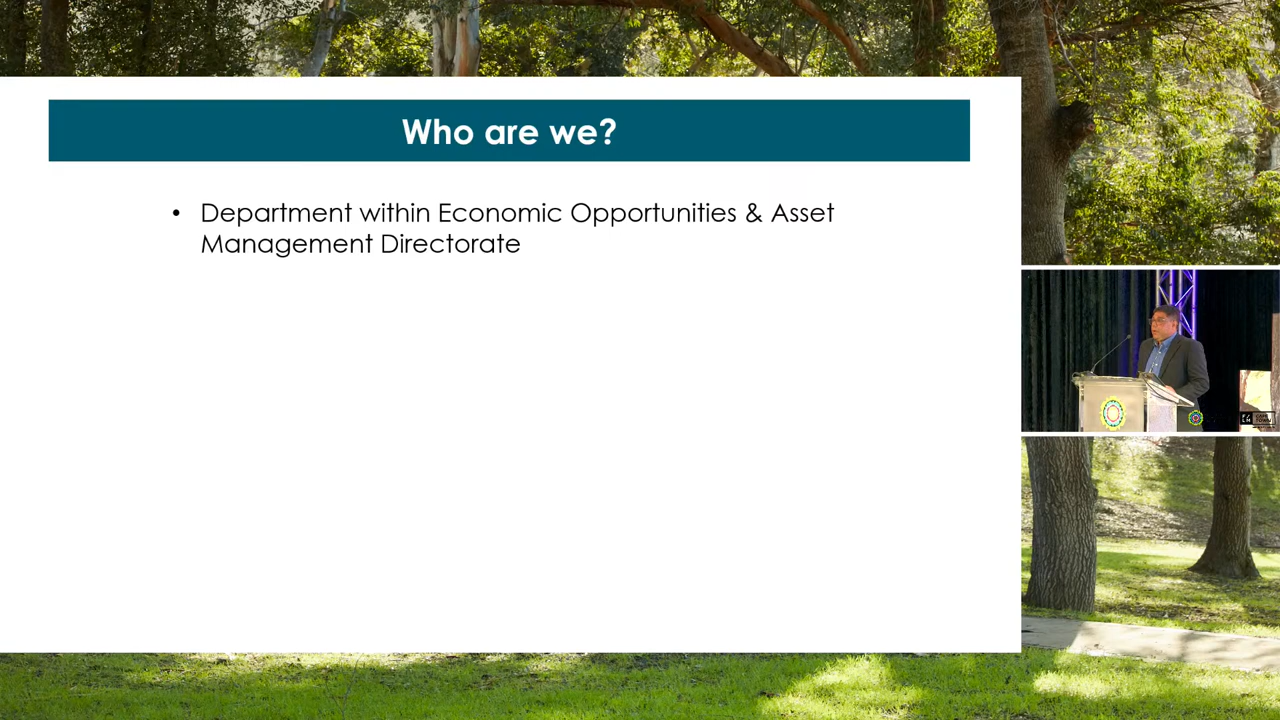 Who are we?
• Department within Economic Opportunities & Asset
Management Directorate